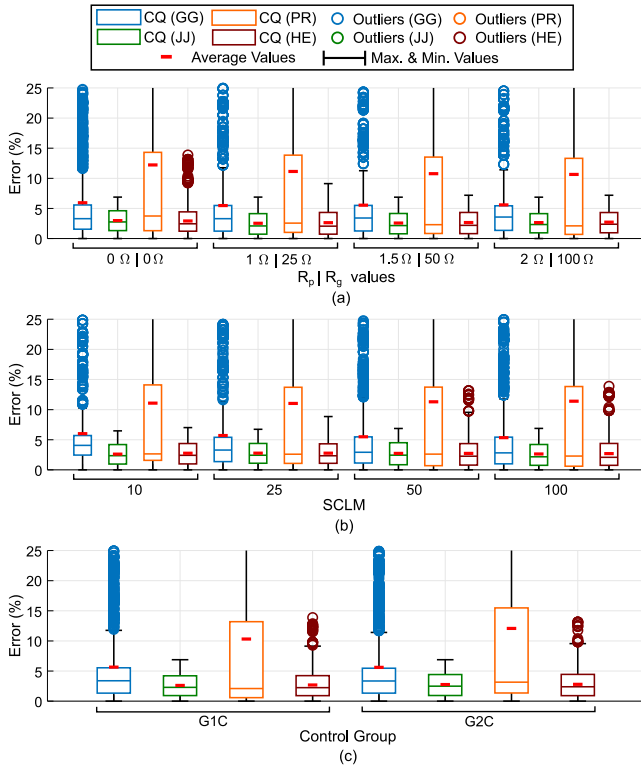 CQ (GG) CQ (PR) Outliers (GG) Outliers (PR)
CQ (JJ) CQ (HE) Outliers (JJ) Outliers (HE)
Average Values Max. & Min. Values
Error (%)
25
20
15
10
5
0
0 Ω | 0Ω 1 Ω | 25 Ω 1.5 Ω | 50 Ω 2 Ω | 100Ω
Rp | Rg values
(a)
Error (%)
25
20
15
10
5
0
10 25 50 100
SCLM
(b)
Error (%)
25
20
15
10
5
0
G1C G2C
Control Group
(c)